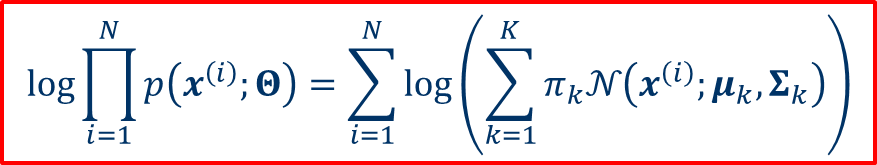 log ∏_{i=1}^{N} p(𝒙^{(i)}; 𝚯) = ∑_{i=1}^{N} log(∑_{k=1}^{K} π_k 𝒩(𝒙^{(i)}; 𝝁_k, 𝚺_k))